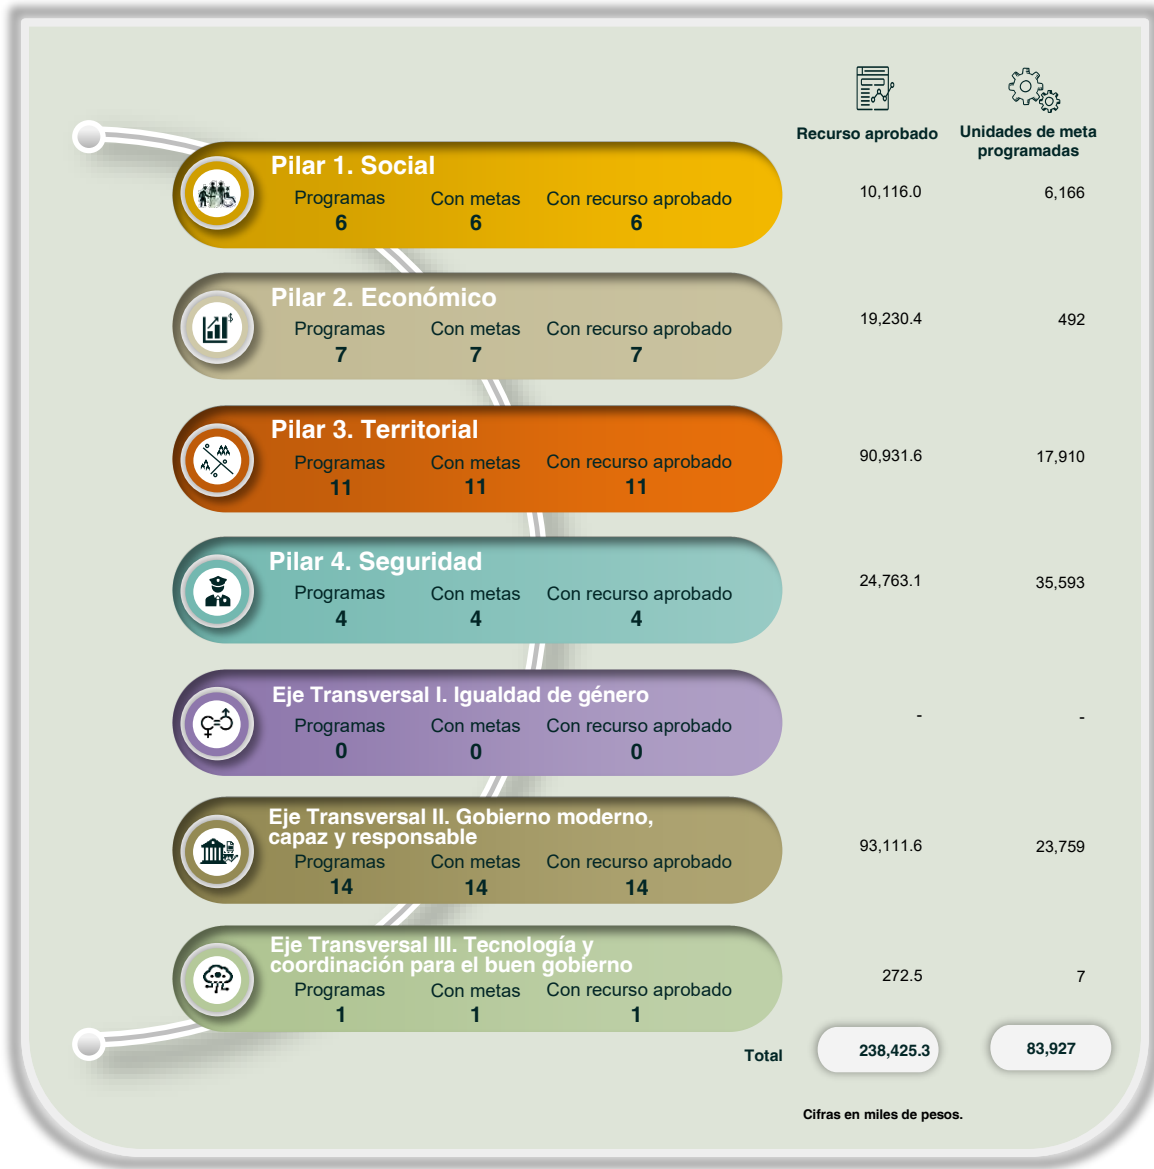 Recurso aprobado
Unidades de meta
programadas
Pilar 1. Social
Programas Con metas Con recurso aprobado
6 6 6
10,116.0 6,166
Pilar 2. Económico
Programas Con metas Con recurso aprobado
7 7 7
19,230.4 492
Pilar 3. Territorial
Programas Con metas Con recurso aprobado
11 11 11
90,931.6 17,910
Pilar 4. Seguridad
Programas Con metas Con recurso aprobado
4 4 4
24,763.1 35,593
Eje Transversal I. Igualdad de género
Programas Con metas Con recurso aprobado
0 0 0
- -
Eje Transversal II. Gobierno moderno,
capaz y responsable
Programas Con metas Con recurso aprobado
14 14 14
93,111.6 23,759
Eje Transversal III. Tecnología y
coordinación para el buen gobierno
Programas Con metas Con recurso aprobado
1 1 1
272.5 7
Total 238,425.3 83,927
Cifras en miles de pesos.